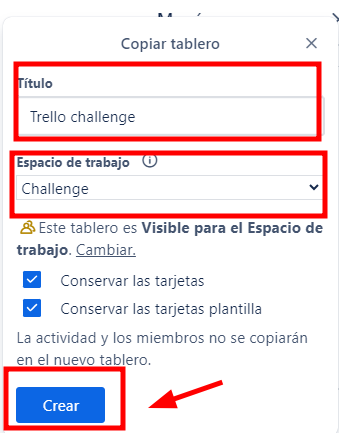 Copiar tablero
Título
Trello challenge
Espacio de trabajo
Challenge
Este tablero es Visible para el Espacio de
trabajo. Cambiar.
Conservar las tarjetas
Conservar las tarjetas plantilla
La actividad y los miembros no se copiarán
en el nuevo tablero.
Crear